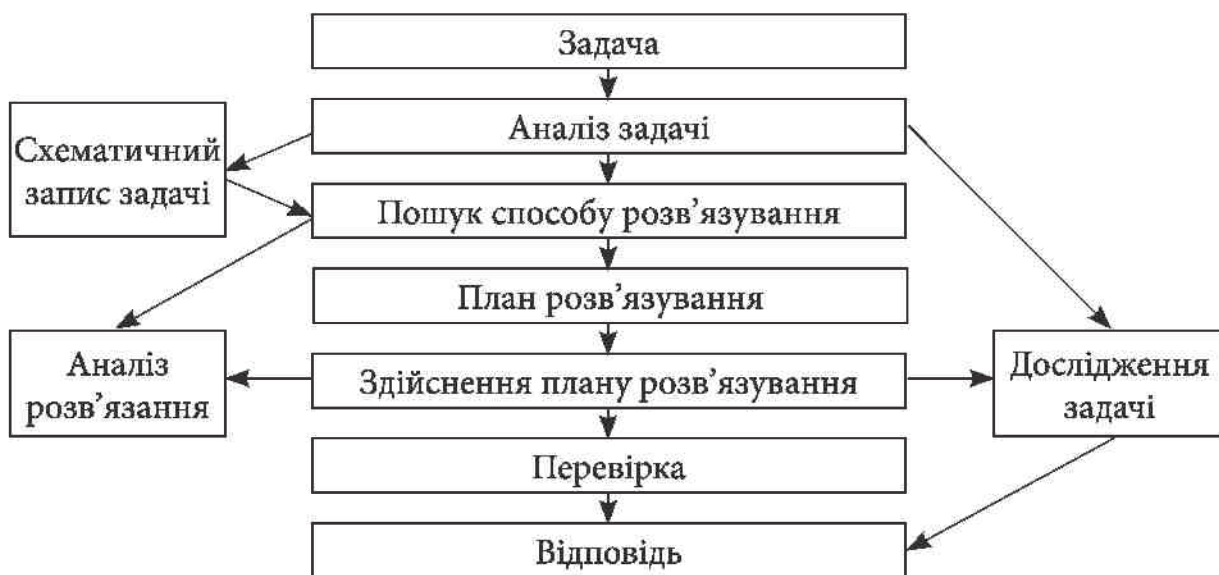 Задача
Аналіз задачі
Схематичний
запис задачі
Пошук способу розв’язування
План розв’язування
Аналіз
розв’язання
Здійснення плану розв’язування
Дослідження
задачі
Перевірка
Відповідь